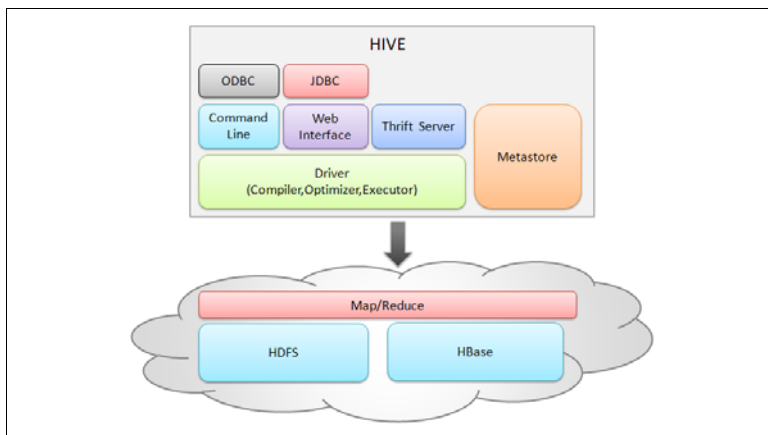 HIVE
ODBC
JDBC
Command
Line
Web
Interface
Thrift Server
Metastore
Driver
(Compiler,Optimizer,Executor)
Map/Reduce
HDFS
HBase